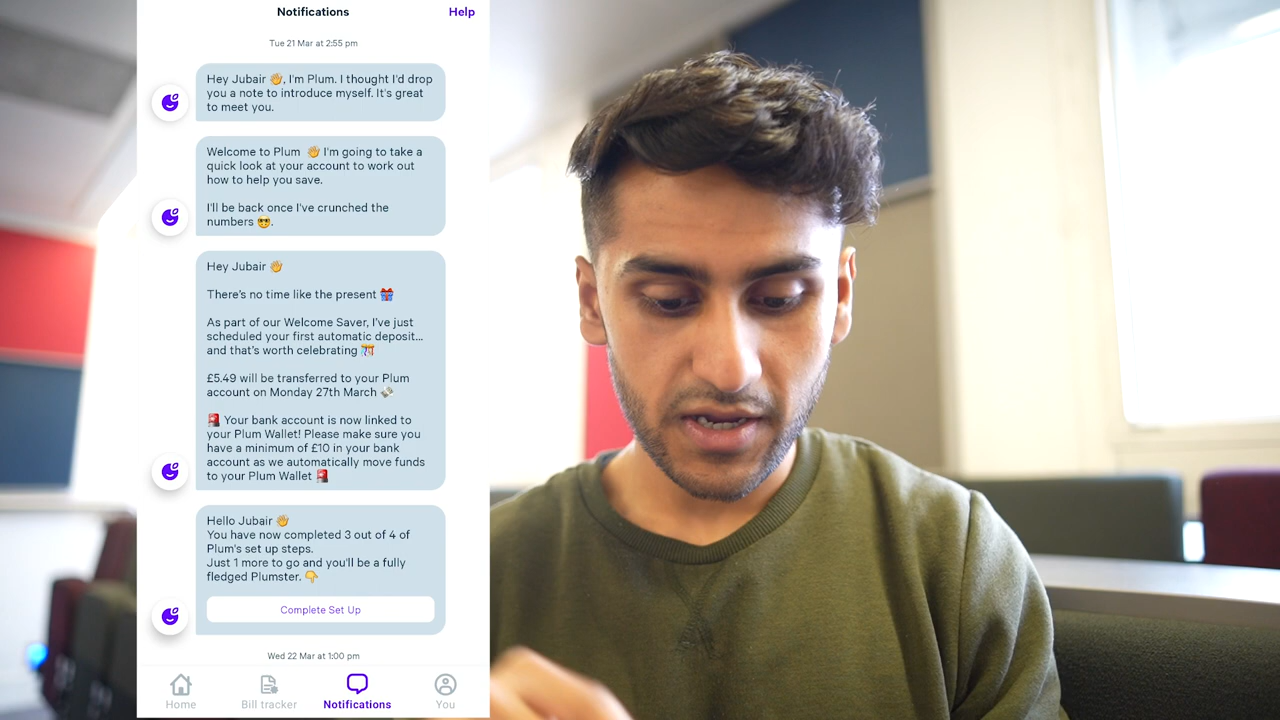 Notifications
Help
Tue 21 Mar at 2:55 pm
Hey Jubair 👋, I'm Plum. I thought I'd drop
you a note to introduce myself. It's great
to meet you.
Welcome to Plum 👋 I'm going to take a
quick look at your account to work out
how to help you save.
I'll be back once I've crunched the
numbers 😎.
Hey Jubair 👋
There's no time like the present 🎁
As part of our Welcome Saver, I've just
scheduled your first automatic deposit...
and that's worth celebrating 🎊
£5.49 will be transferred to your Plum
account on Monday 27th March 💸
Your bank account is now linked to
your Plum Wallet! Please make sure you
have a minimum of £10 in your bank
account as we automatically move funds
to your Plum Wallet
Hello Jubair 👋
You have now completed 3 out of 4 of
Plum's set up steps.
Just 1 more to go and you'll be a fully
fledged Plumster. 👇
Complete Set Up
Wed 22 Mar at 1:00 pm
Home
Bill tracker
Notifications
You